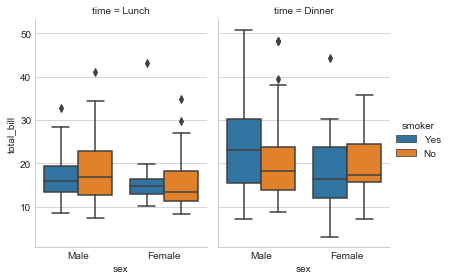 time = Lunch
time = Dinner
50
40
30
20
10
total_bill
Male
Female
Male
Female
sex
sex
smoker
Yes
No